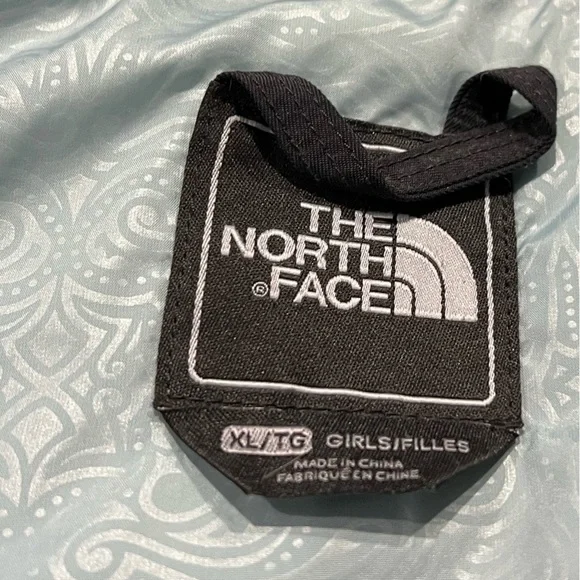 THE
NORTH
®FACE
XL/TG GIRLS/FILLES
MADE IN CHINA
FABRIQUÉ EN CHINE